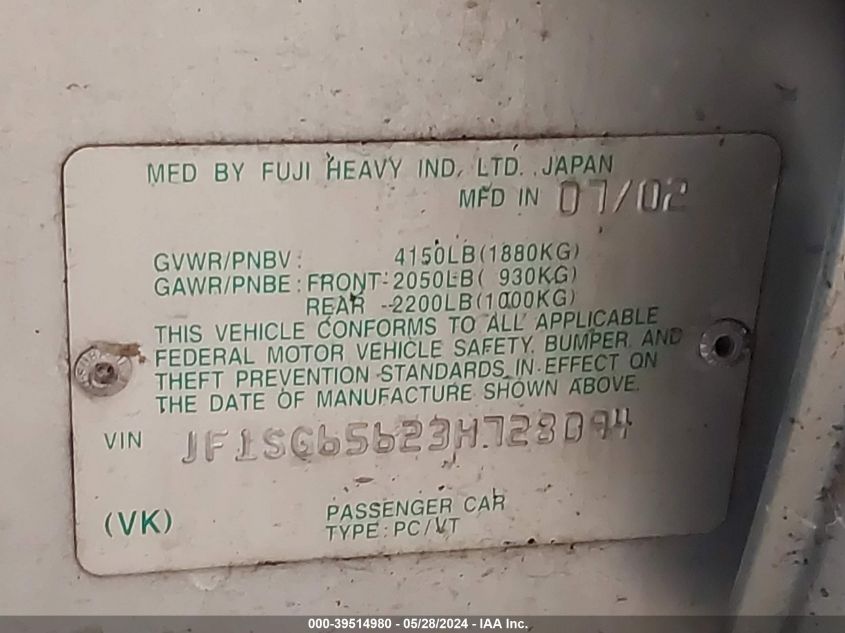 MFD BY FUJI HEAVY IND, LTD. JAPAN
MFD IN 07/02
GVWR/PNBV: 4150LB(1880KG)
GAWR/PNBE: FRONT-2050LB( 930KG)
REAR -2200LB(1000KG)
THIS VEHICLE CONFORMS TO ALL APPLICABLE
FEDERAL MOTOR VEHICLE SAFETY, BUMPER, AND
THEFT PREVENTION STANDARDS IN EFFECT ON
THE DATE OF MANUFACTURE SHOWN ABOVE.
VIN JF1SG65623H728094
(VK)
PASSENGER CAR
TYPE: PC/VT
000-39514980 - 05/28/2024 - IAA Inc.